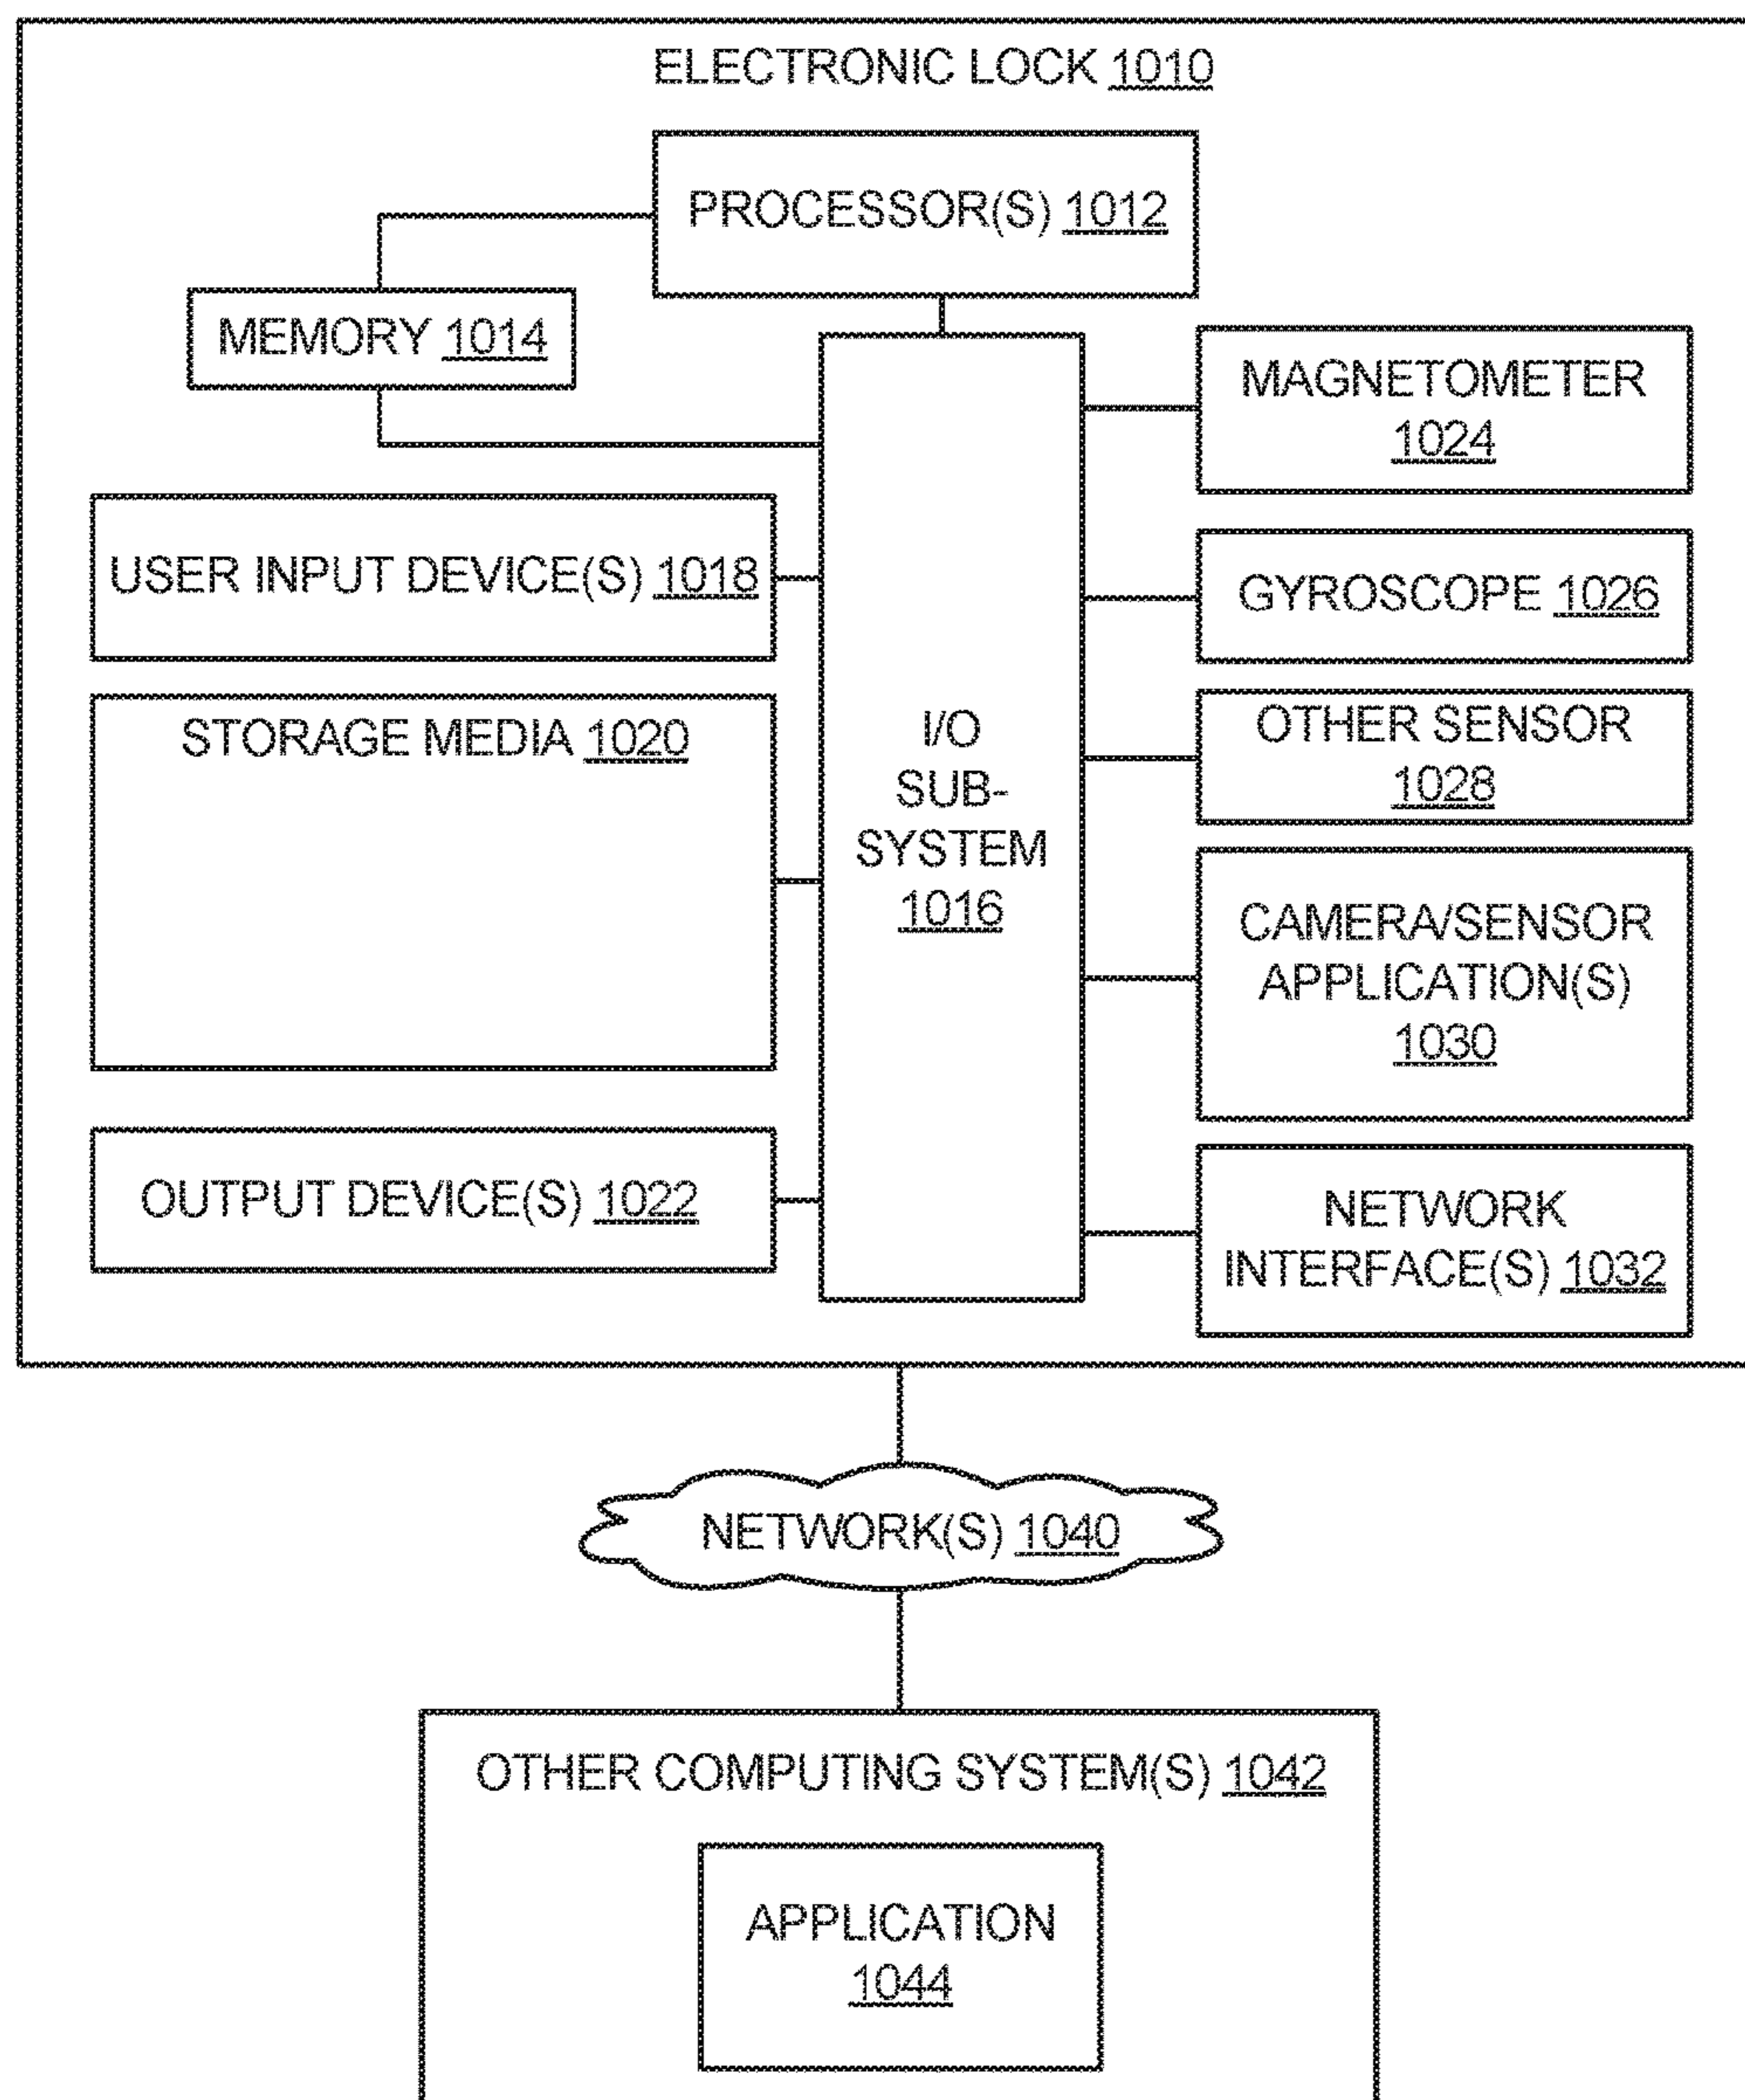 ELECTRONIC LOCK 1010
PROCESSOR(S) 1012
MEMORY 1014
USER INPUT DEVICE(S) 1018
STORAGE MEDIA 1020
OUTPUT DEVICE(S) 1022
I/O
SUB-
SYSTEM
1016
MAGNETOMETER
1024
GYROSCOPE 1026
OTHER SENSOR
1028
CAMERA/SENSOR
APPLICATION(S)
1030
NETWORK
INTERFACE(S) 1032
NETWORK(S) 1040
OTHER COMPUTING SYSTEM(S) 1042
APPLICATION
1044